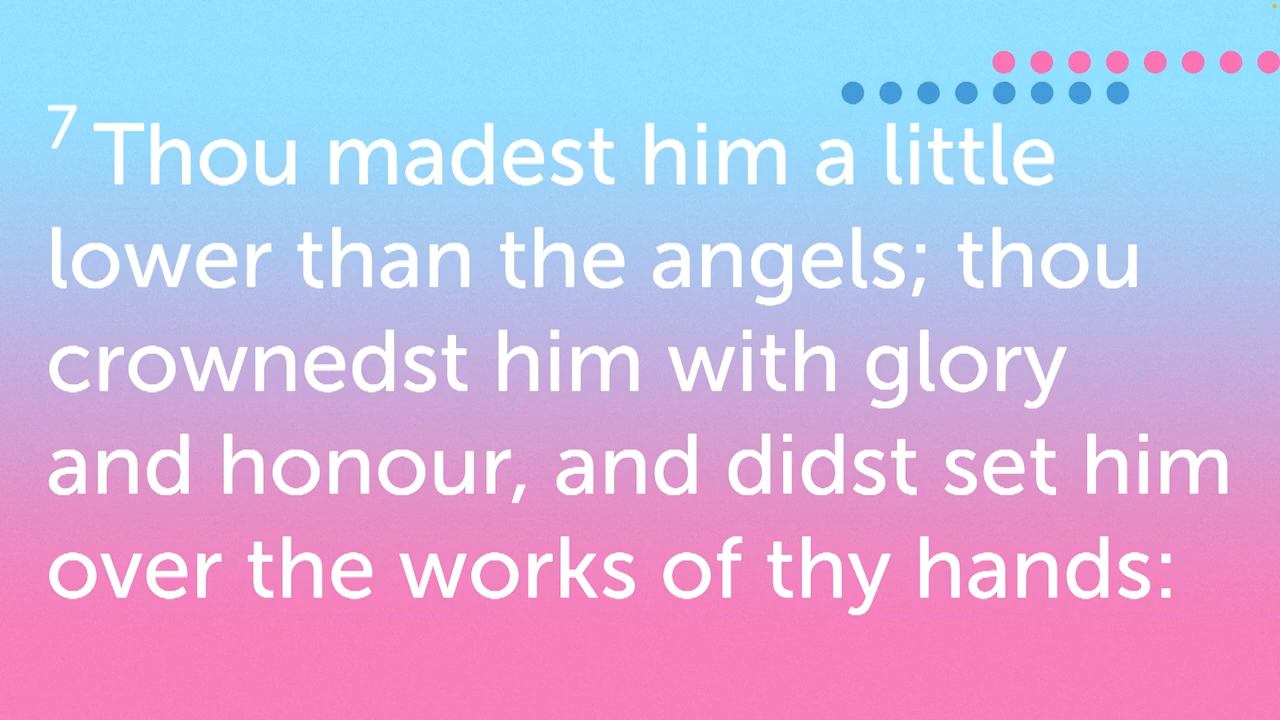 7 Thou madest him a little
lower than the angels; thou
crownedst him with glory
and honour, and didst set him
over the works of thy hands: